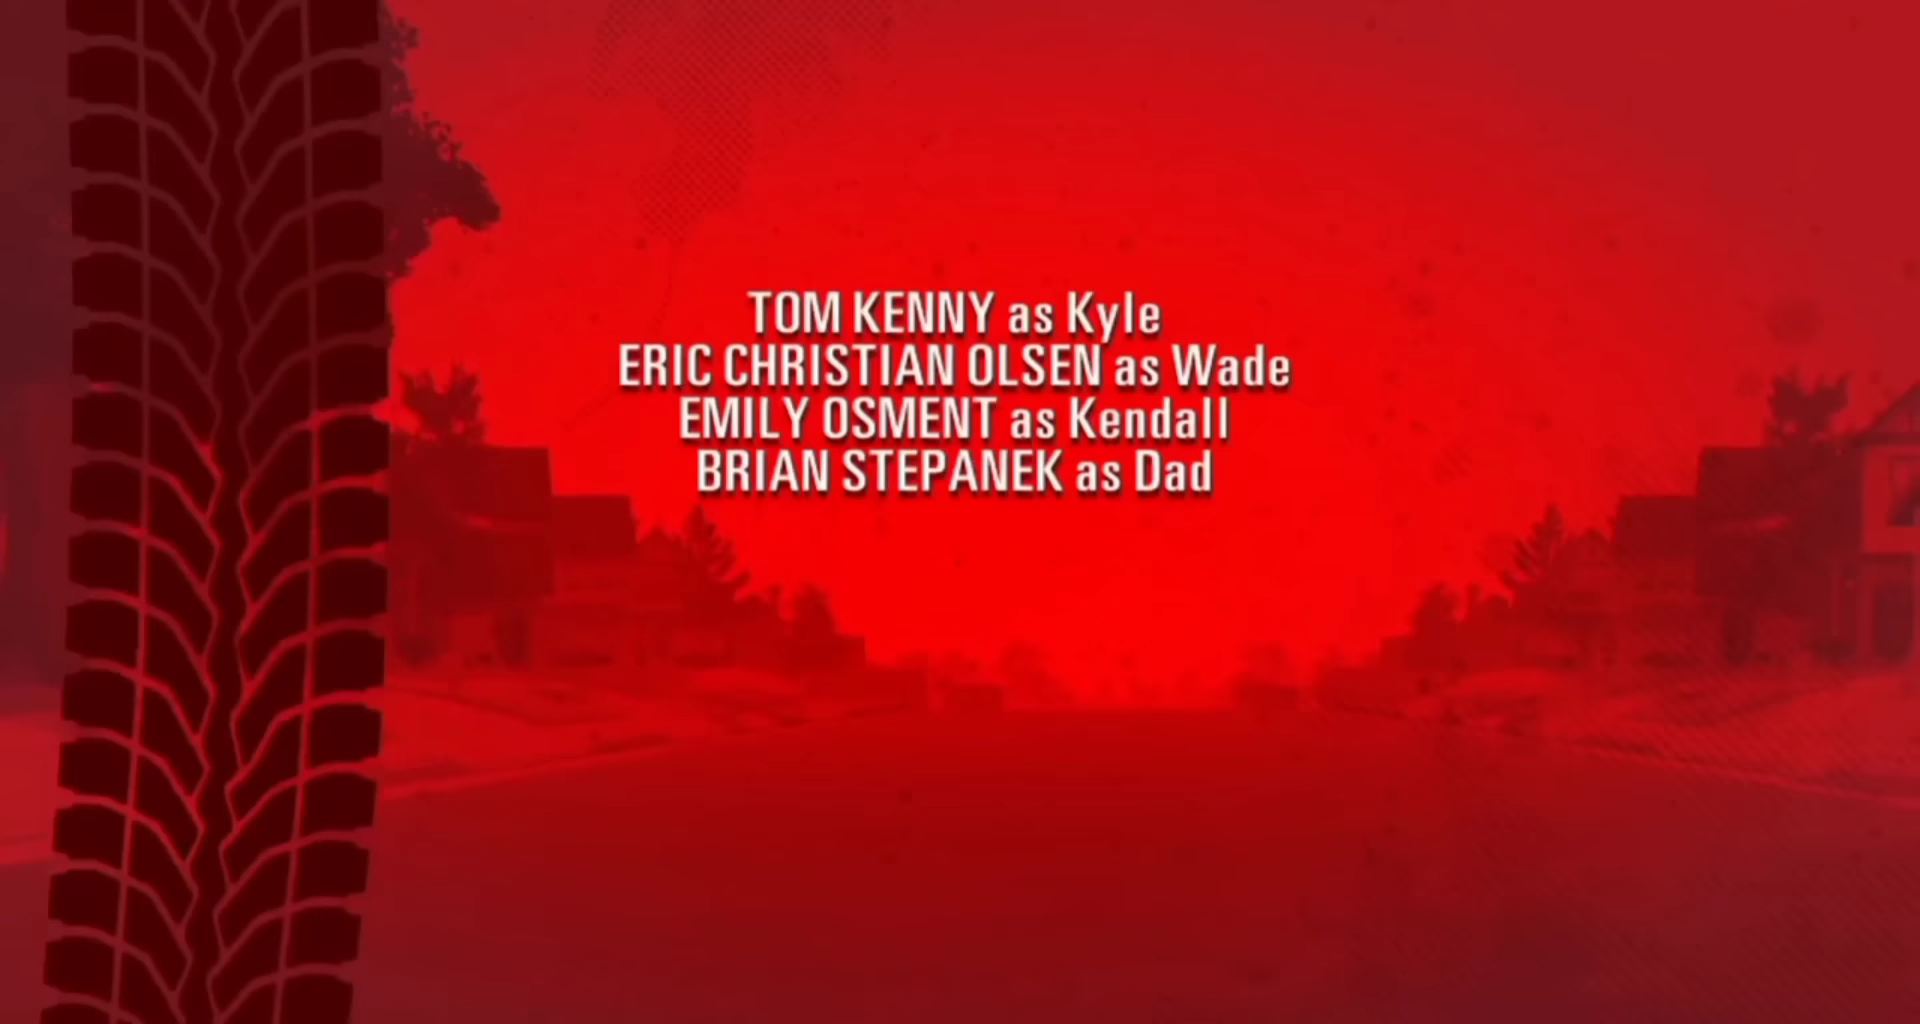 TOM KENNY as Kyle
ERIC CHRISTIAN OLSEN as Wade
EMILY OSMENT as Kendall
BRIAN STEPANEK as Dad